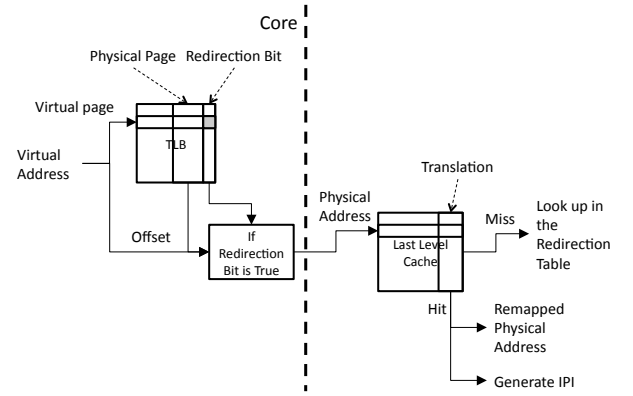 Core
Physical Page
Redirection Bit
Virtual page
TLB
Virtual
Address
Offset
If
Redirection
Bit is True
Physical
Address
Translation
Last Level
Cache
Miss
Look up in
the
Redirection
Table
Hit
Remapped
Physical
Address
Generate IPI